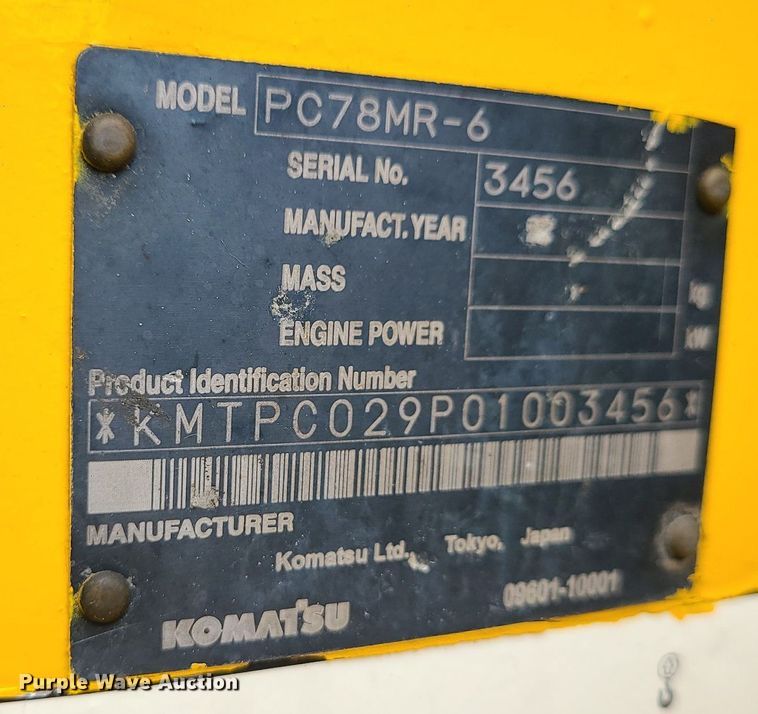 MODEL PC78MR-6
SERIAL No. 3456
MANUFACT. YEAR
MASS kg
ENGINE POWER kW
Product Identification Number
*KMTPC029P01003456*
MANUFACTURER
Komatsu Ltd., Tokyo, Japan
KOMATSU 09601-10001
Purple Wave Auction